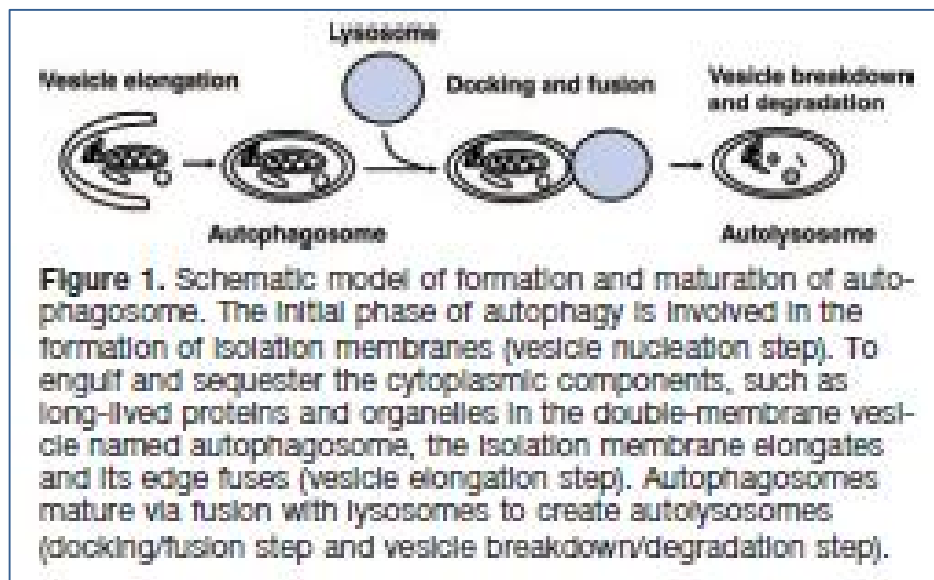 Lysosome
Vesicle elongation
Docking and fusion
Vesicle breakdown
and degradation
Autophagosome
Autolysosome
Figure 1. Schematic model of formation and maturation of auto-
phagosome. The initial phase of autophagy is involved in the
formation of isolation membranes (vesicle nucleation step). To
engulf and sequester the cytoplasmic components, such as
long-lived proteins and organelles in the double-membrane vesi-
cle named autophagosome, the isolation membrane elongates
and its edge fuses (vesicle elongation step). Autophagosomes
mature via fusion with lysosomes to create autolysosomes
(docking/fusion step and vesicle breakdown/degradation step).